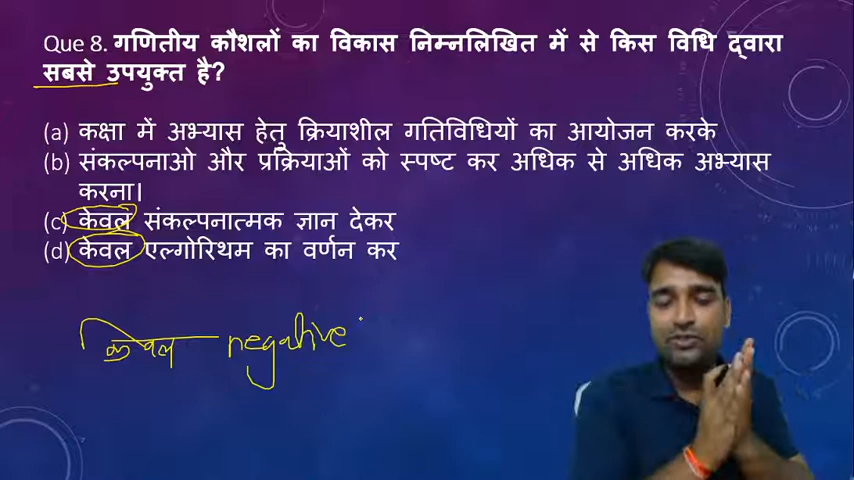 Que 8. गणितीय कौशलों का विकास निम्नलिखित में से किस विधि द्वारा
सबसे उपयुक्त है?
(a) कक्षा में अभ्यास हेतु क्रियाशील गतिविधियों का आयोजन करके
(b) संकल्पनाओ और प्रक्रियाओं को स्पष्ट कर अधिक से अधिक अभ्यास
करना।
(c) केवल संकल्पनात्मक ज्ञान देकर
(d) केवल एल्गोरिथम का वर्णन कर
केवल negative